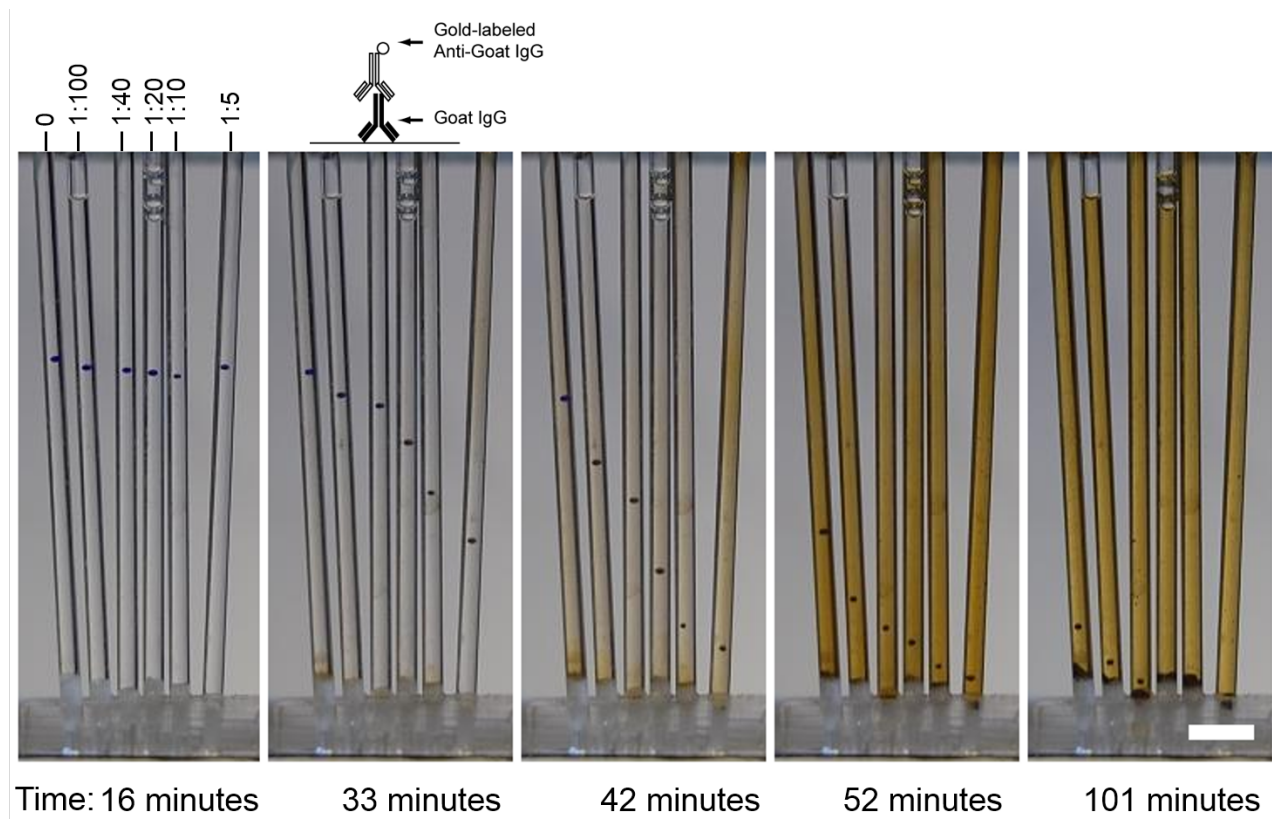 Gold-labeled
Anti-Goat IgG
Goat IgG
0
1:100
1:40
1:20
1:10
1:5
Time: 16 minutes
33 minutes
42 minutes
52 minutes
101 minutes